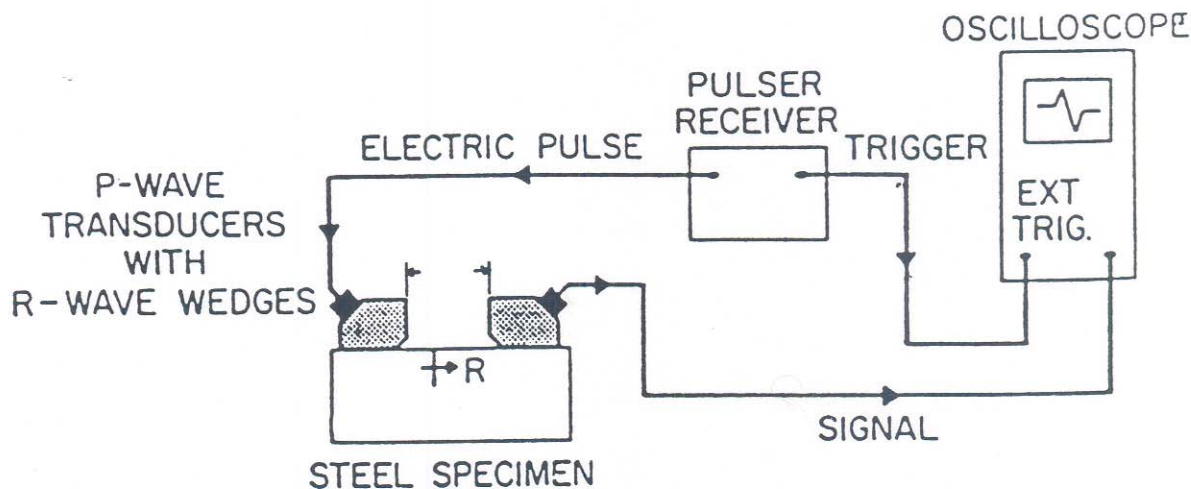 OSCILLOSCOPE
PULSER
RECEIVER
ELECTRIC PULSE
TRIGGER
P-WAVE
TRANSDUCERS
WITH
R-WAVE WEDGES
EXT
TRIG.
R
SIGNAL
STEEL SPECIMEN